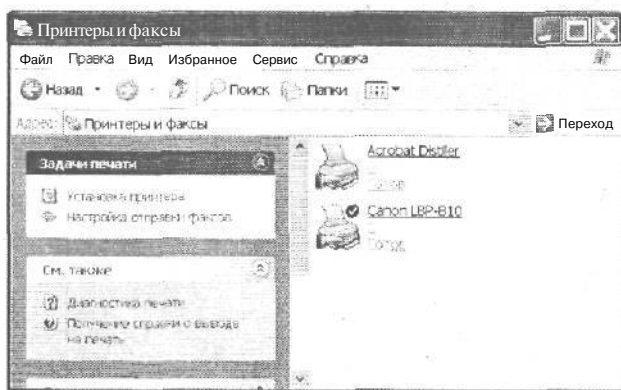 Принтеры и факсы
Файл Правка Вид Избранное Сервис Справка
Назад Поиск Папки
Адрес: Принтеры и факсы Переход
Задачи печати
Установка принтера
Настройка отправки факсов
См. также
Диагностика печати
Получение справки о выводе
на печать
Acrobat Distiller
0
Готов
Canon LBP-810
0
Готов